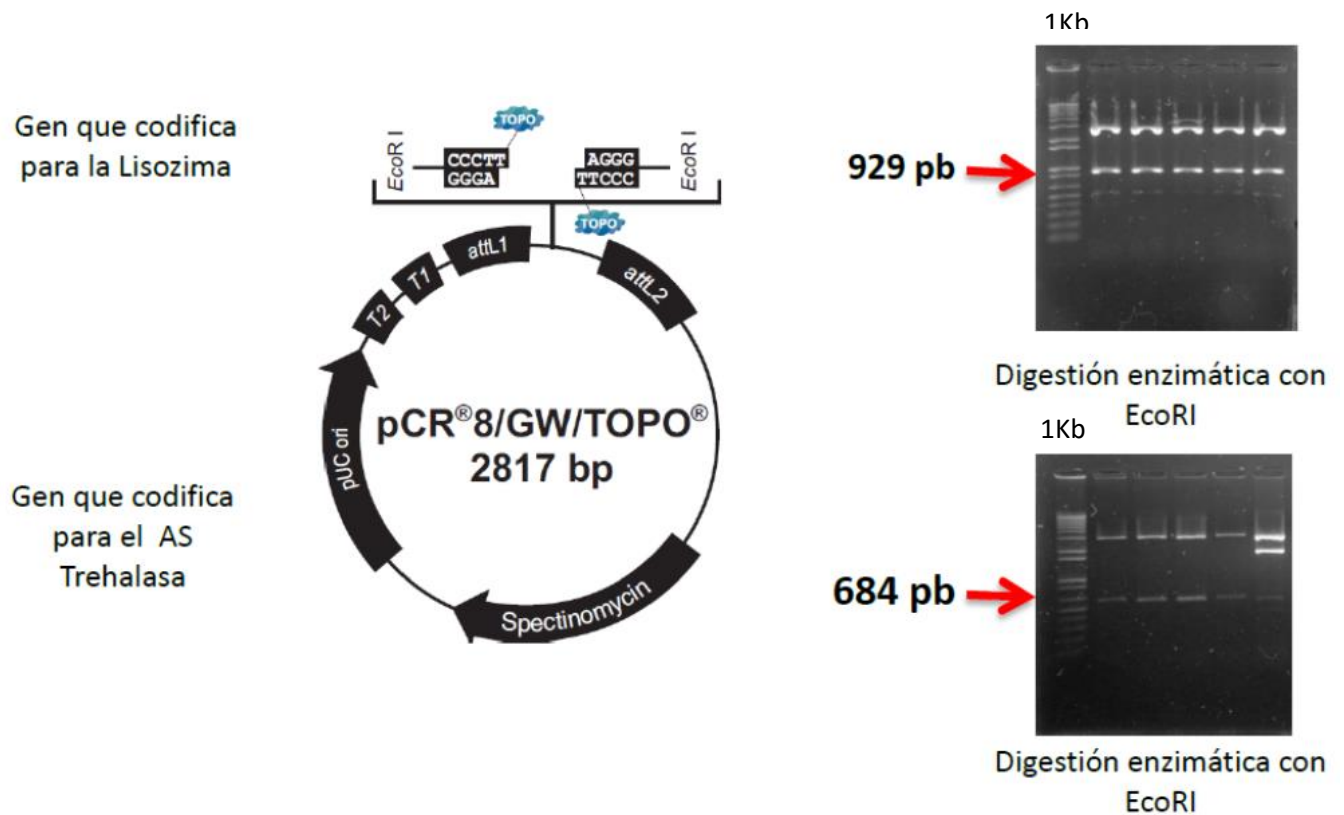 Gen que codifica
para la Lisozima
TOPO
EcoR I
CCCTT
GGGA
AGGG
TTCCC
EcoR I
TOPO
T2
T1
attL1
attL2
pUC ori
pCR®8/GW/TOPO®
2817 bp
Spectinomycin
1Kb
929 pb
Digestión enzimática con
EcoRI
Gen que codifica
para el AS
Trehalasa
1Kb
684 pb
Digestión enzimática con
EcoRI